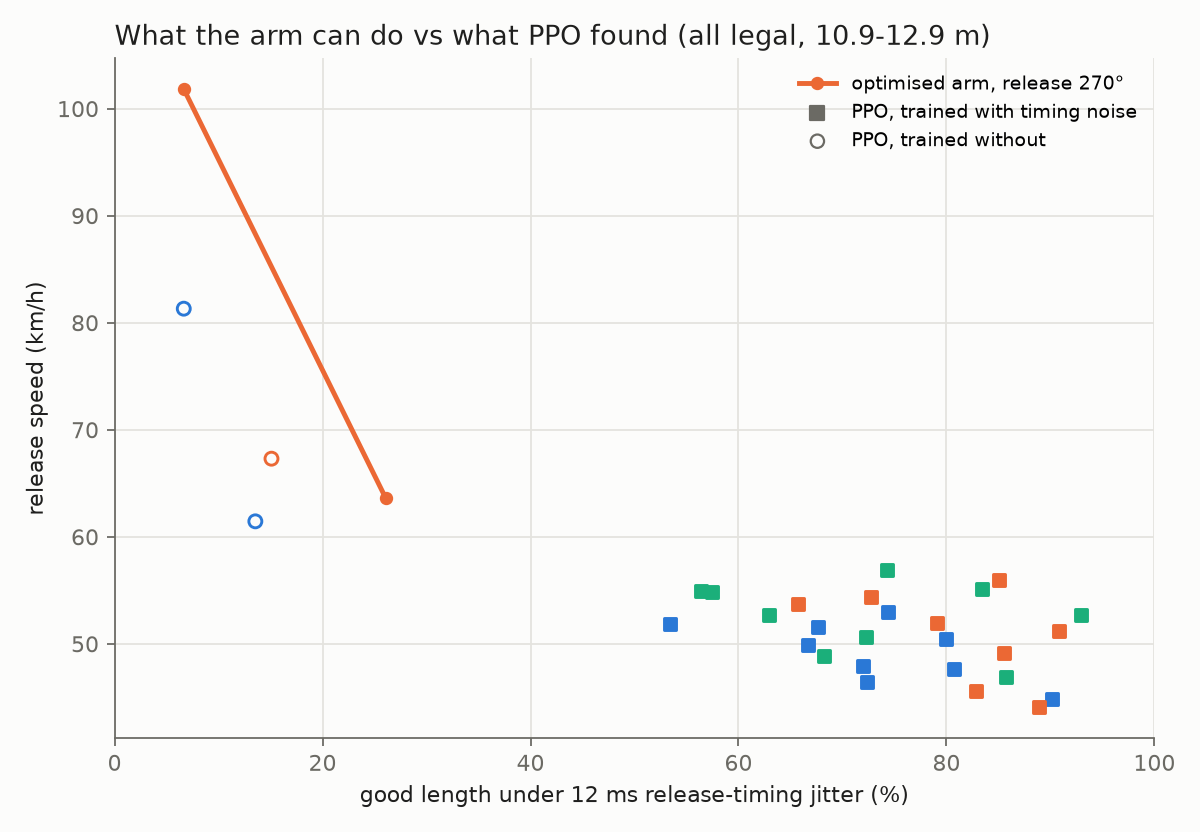 What the arm can do vs what PPO found (all legal, 10.9-12.9 m)
optimised arm, release 270°
PPO, trained with timing noise
PPO, trained without
release speed (km/h)
100
90
80
70
60
50
0 20 40 60 80 100
good length under 12 ms release-timing jitter (%)